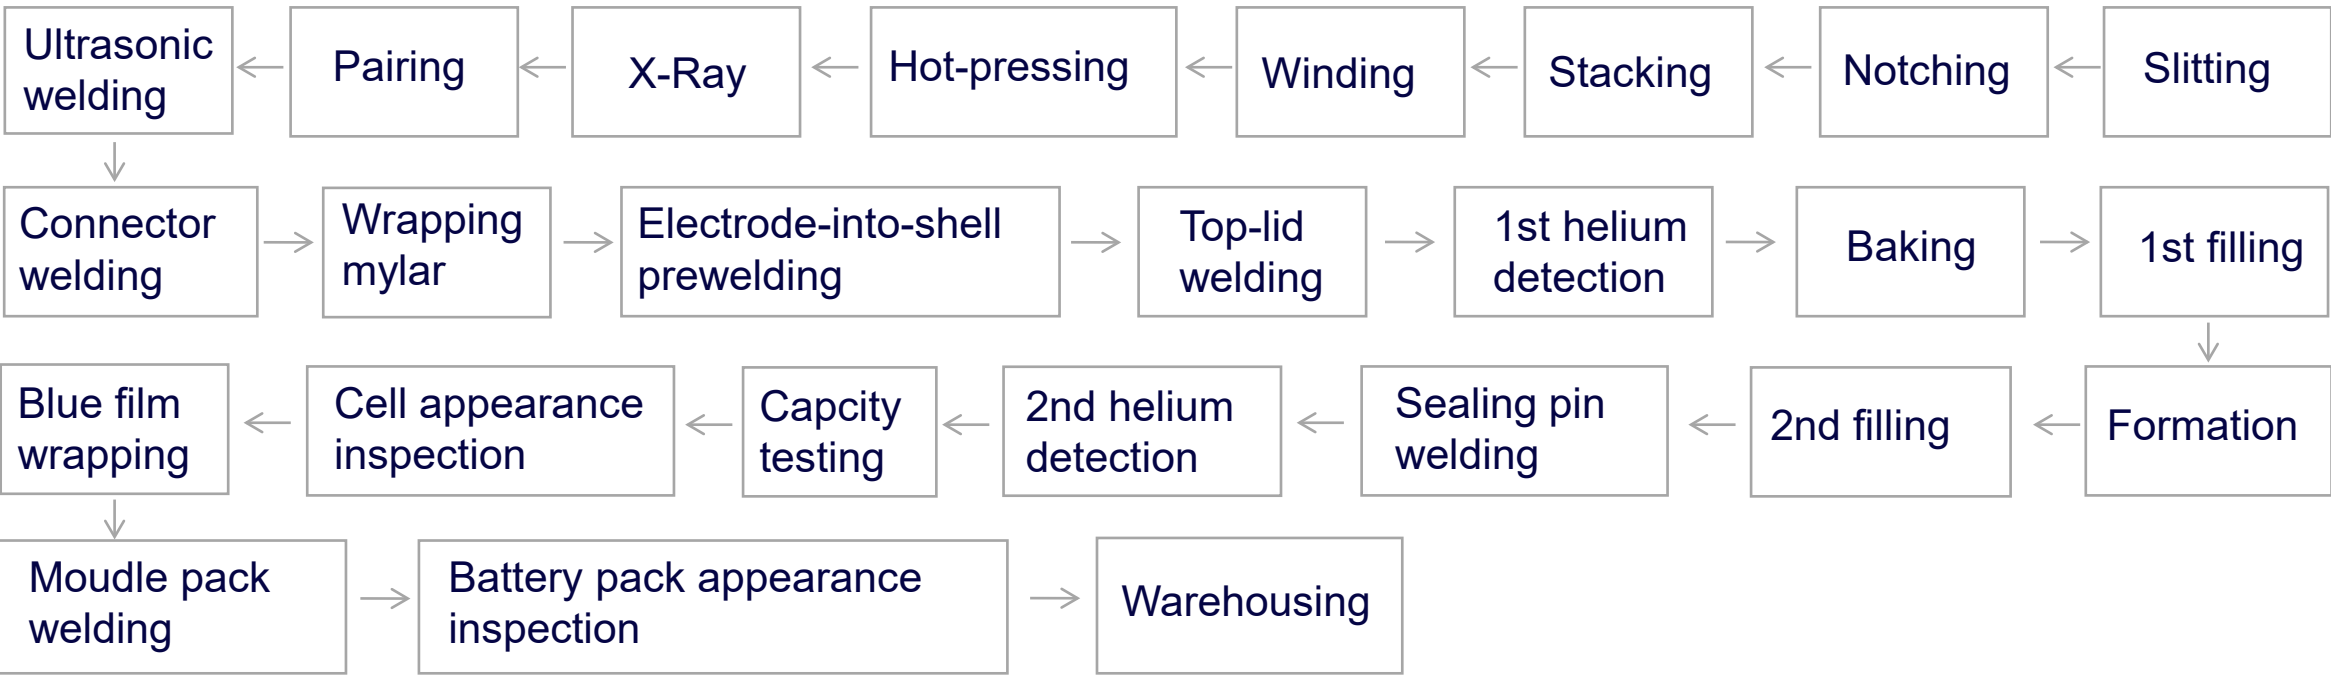 Ultrasonic
welding
Pairing
X-Ray
Hot-pressing
Winding
Stacking
Notching
Slitting
Connector
welding
Wrapping
mylar
Electrode-into-shell
prewelding
Top-lid
welding
1st helium
detection
Baking
1st filling
Blue film
wrapping
Cell appearance
inspection
Capcity
testing
2nd helium
detection
Sealing pin
welding
2nd filling
Formation
Moudle pack
welding
Battery pack appearance
inspection
Warehousing